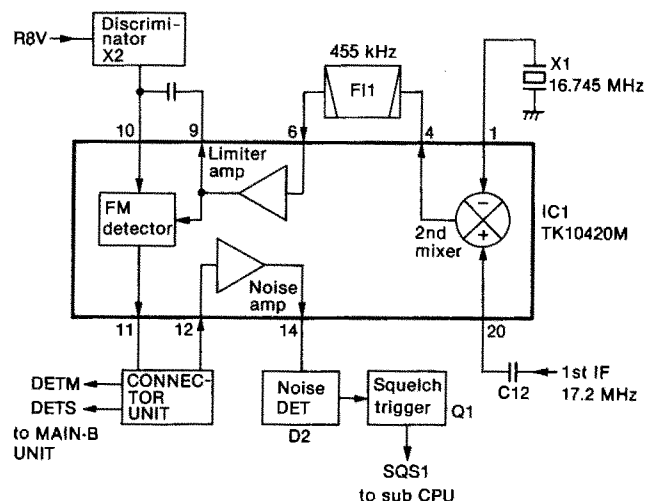 R8V
Discrimi-
nator
X2
455 kHz
FI1
X1
16.745 MHz
10
9
6
4
1
Limiter
amp
FM
detector
2nd
mixer
IC1
TK10420M
Noise
amp
11
12
14
20
DETM
DETS
to MAIN-B
UNIT
CONNEC-
TOR
UNIT
Noise
DET
D2
Squelch
trigger
Q1
C12
1st IF
17.2 MHz
SQS1
to sub CPU